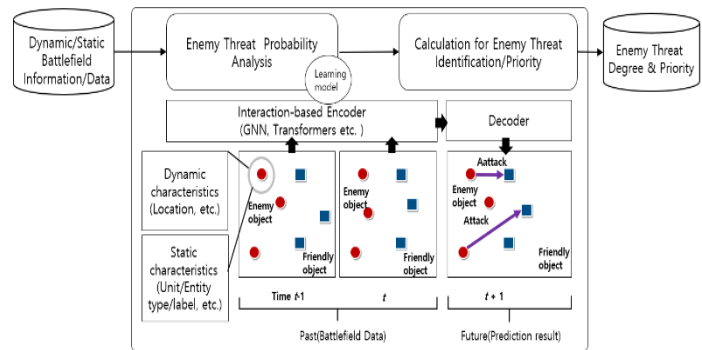 Dynamic/Static
Battlefield
Information/Data
Enemy Threat Probability
Analysis
Learning
model
Calculation for Enemy Threat
Identification/Priority
Enemy Threat
Degree & Priority
Interaction-based Encoder
(GNN, Transformers etc. )
Decoder
Dynamic
characteristics
(Location, etc.)
Static
characteristics
(Unit/Entity
type/label, etc.)
Enemy
object
Friendly
object
Enemy
object
Friendly
object
Aattack
Enemy
object
Attack
Friendly
object
Time t-1
t
t + 1
Past(Battlefield Data)
Future(Prediction result)